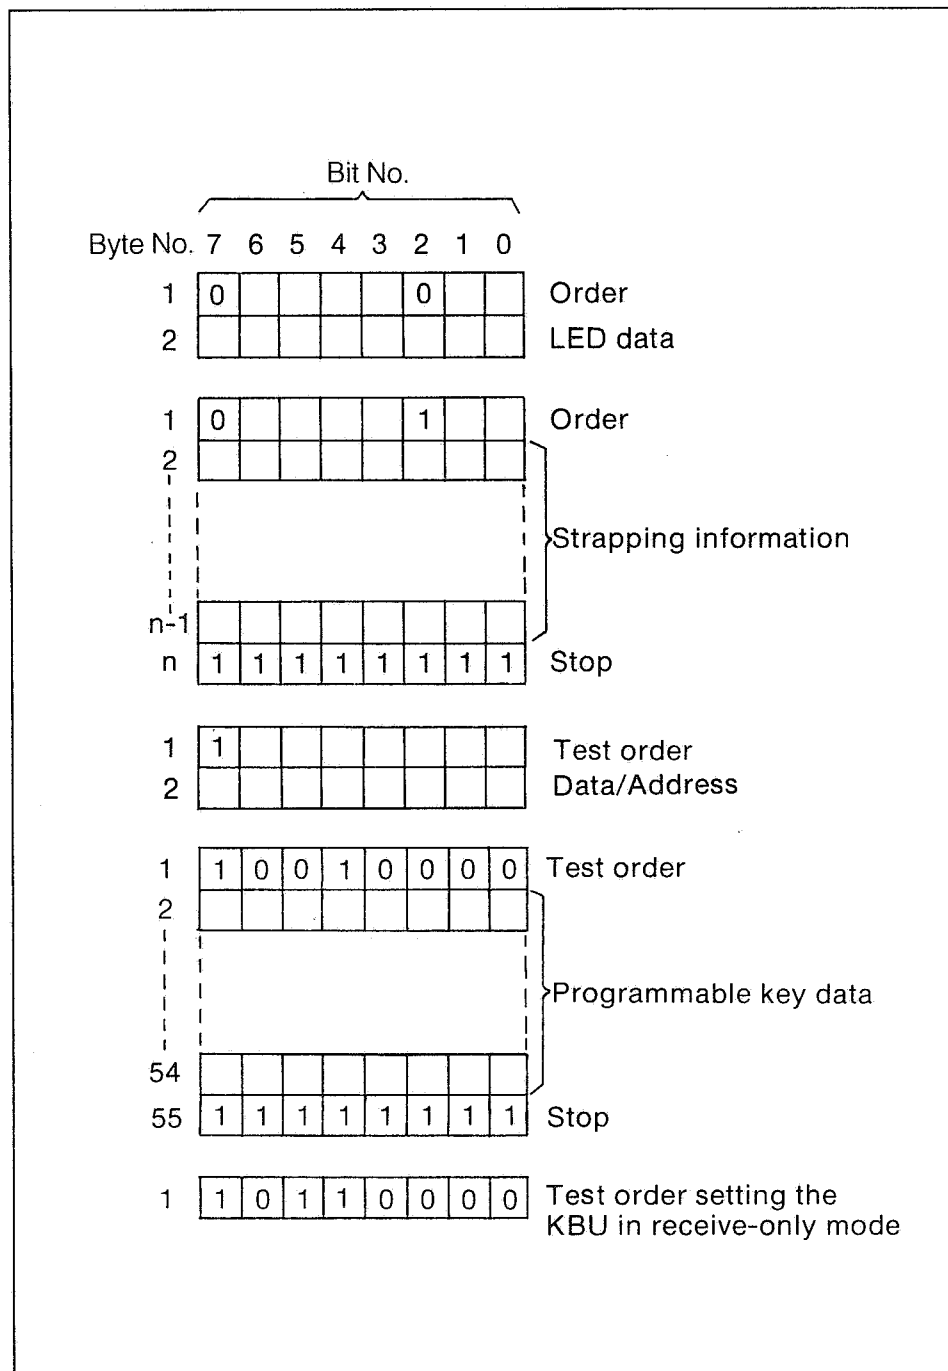 Bit No.
Byte No. 7 6 5 4 3 2 1 0
1 0 0 Order
2 LED data
1 0 1 Order
2
Strapping information
n-1
n 1 1 1 1 1 1 1 1 Stop
1 1 Test order
2 Data/Address
1 1 0 0 1 0 0 0 0 Test order
2
Programmable key data
54
55 1 1 1 1 1 1 1 1 Stop
1 1 0 1 1 0 0 0 0 Test order setting the
KBU in receive-only mode